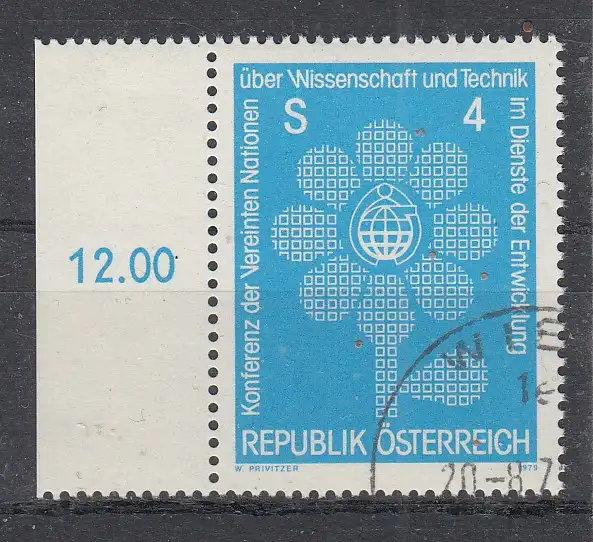 Konferenz der Vereinten Nationen
über Wissenschaft und Technik
im Dienste der Entwicklung
S 4
12.00
REPUBLIK ÖSTERREICH
W. PRIVITZER 1979
WIE
20.-8.7